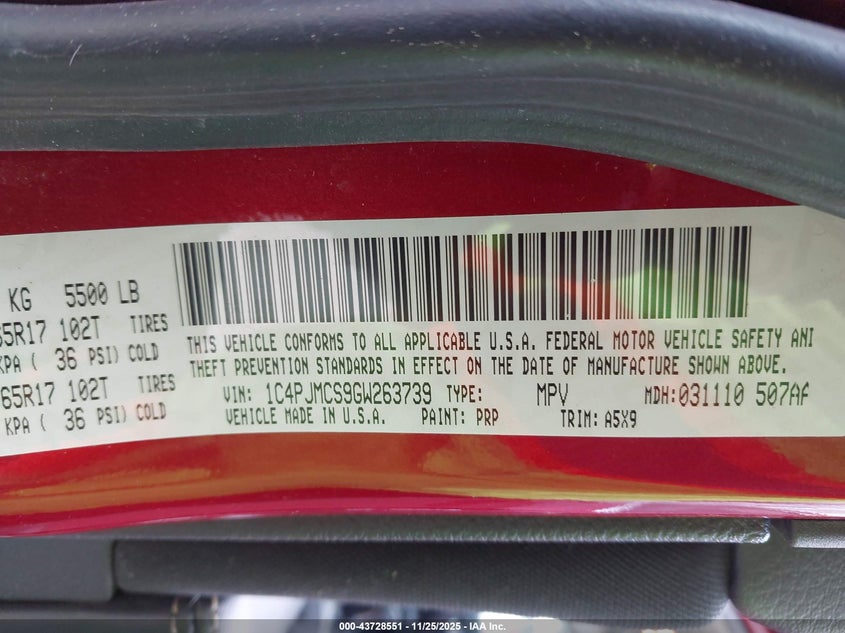 KG 5500 LB
65R17 102T TIRES
KPA ( 36 PSI) COLD
65R17 102T TIRES
KPA ( 36 PSI) COLD
THIS VEHICLE CONFORMS TO ALL APPLICABLE U.S.A. FEDERAL MOTOR VEHICLE SAFETY AND
THEFT PREVENTION STANDARDS IN EFFECT ON THE DATE OF MANUFACTURE SHOWN ABOVE.
VIN: 1C4PJMCS9GW263739 TYPE: MPV MDH:031110 507AF
VEHICLE MADE IN U.S.A. PAINT: PRP TRIM: A5X9
000-43728551 — 11/25/2025 — IAA Inc.